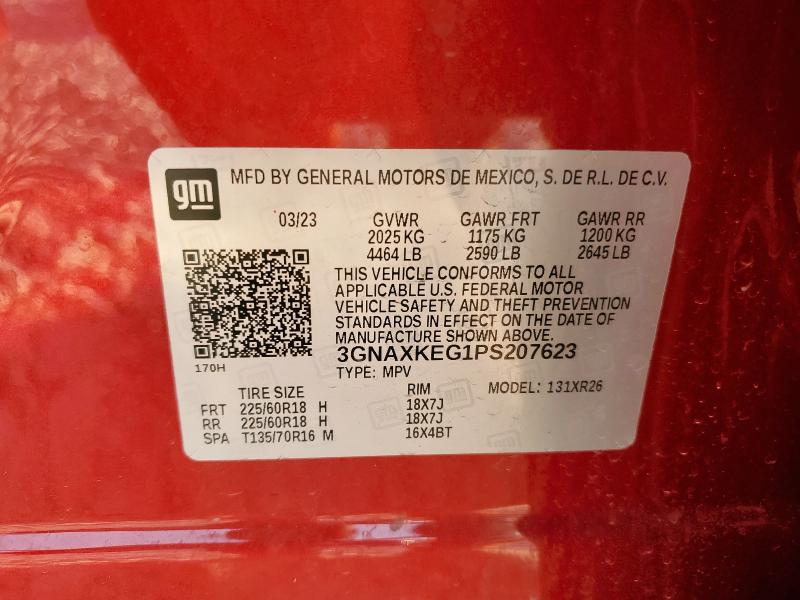 gm MFD BY GENERAL MOTORS DE MEXICO, S. DE R.L. DE C.V.
03/23 GVWR GAWR FRT GAWR RR
2025 KG 1175 KG 1200 KG
4464 LB 2590 LB 2645 LB
THIS VEHICLE CONFORMS TO ALL
APPLICABLE U.S. FEDERAL MOTOR
VEHICLE SAFETY AND THEFT PREVENTION
STANDARDS IN EFFECT ON THE DATE OF
MANUFACTURE SHOWN ABOVE.
3GNAXKEG1PS207623
170H
TYPE: MPV
TIRE SIZE RIM MODEL: 131XR26
FRT 225/60R18 H 18X7J
RR 225/60R18 H 18X7J
SPA T135/70R16 M 16X4BT